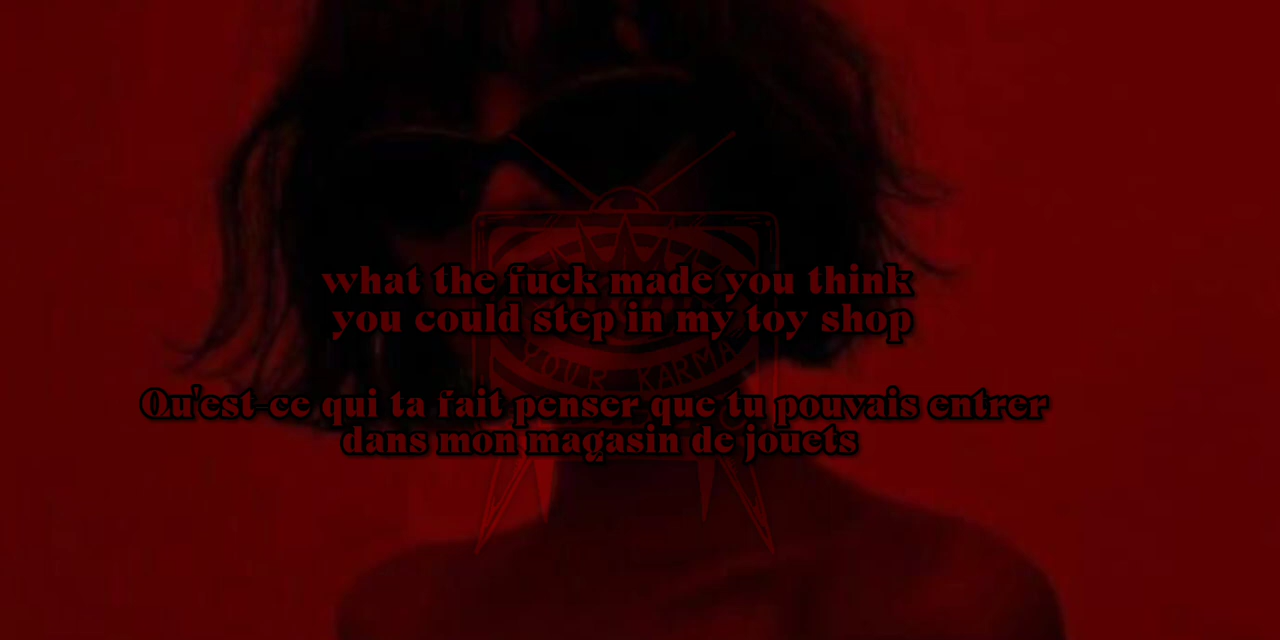 what the fuck made you think
you could step in my toy shop
YOUR KARMA
Qu'est-ce qui ta fait penser que tu pouvais entrer
dans mon magasin de jouets